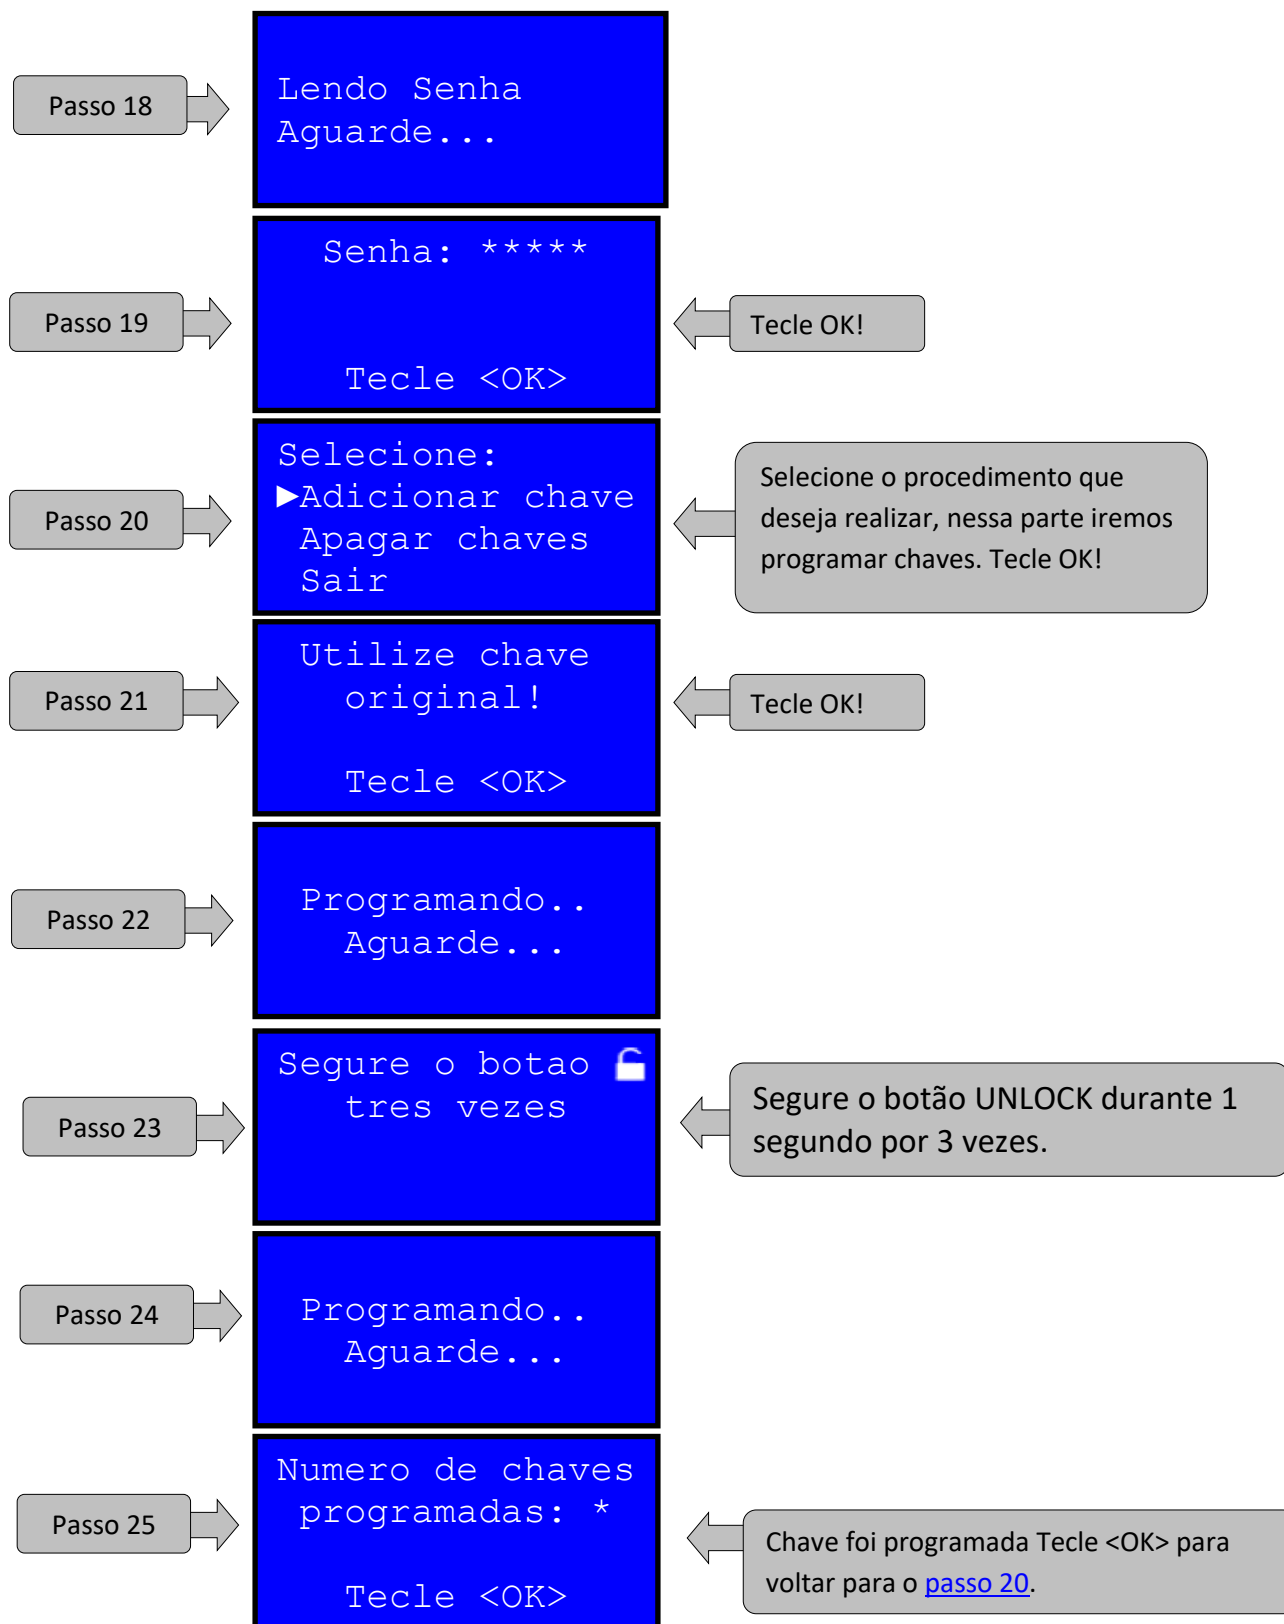 Passo 18
Lendo Senha
Aguarde...
Passo 19
Senha: *****
Tecle <OK>
Tecle OK!
Passo 20
Selecione:
►Adicionar chave
Apagar chaves
Sair
Selecione o procedimento que
deseja realizar, nessa parte iremos
programar chaves. Tecle OK!
Passo 21
Utilize chave
original!
Tecle <OK>
Tecle OK!
Passo 22
Programando..
Aguarde...
Passo 23
Segure o botao
tres vezes
Segure o botão UNLOCK durante 1
segundo por 3 vezes.
Passo 24
Programando..
Aguarde...
Passo 25
Numero de chaves
programadas: *
Tecle <OK>
Chave foi programada Tecle <OK> para
voltar para o passo 20.